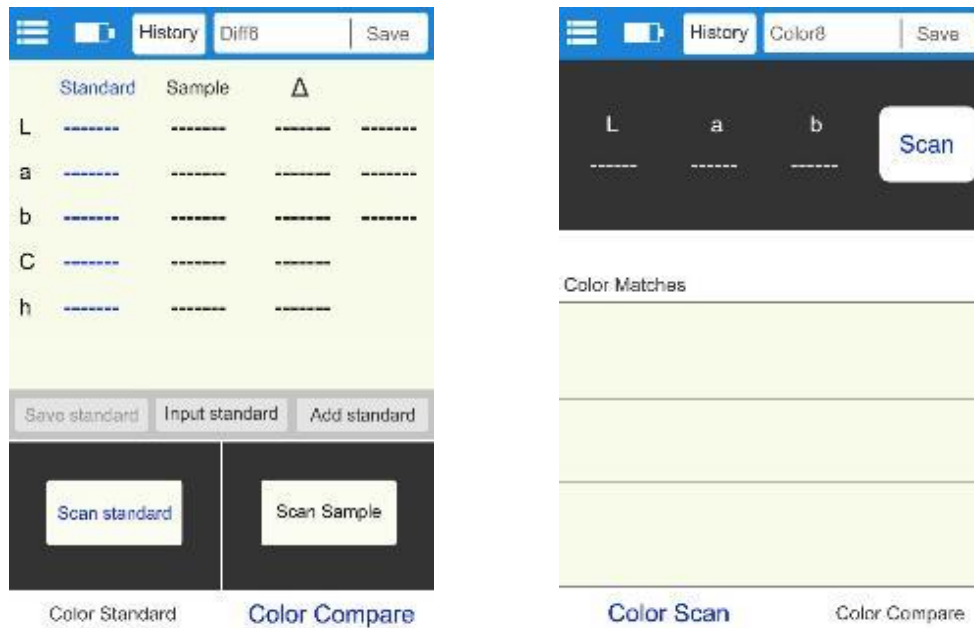 History Diff6 Save
Standard Sample Δ
L ------- ------- ------- -------
a ------- ------- ------- -------
b ------- ------- ------- -------
C ------- ------- -------
h ------- ------- -------
Save standard Input standard Add standard
Scan standard Scan Sample
Color Standard Color Compare
History Color8 Save
L a b
------ ------ ------
Scan
Color Matches
Color Scan Color Compare